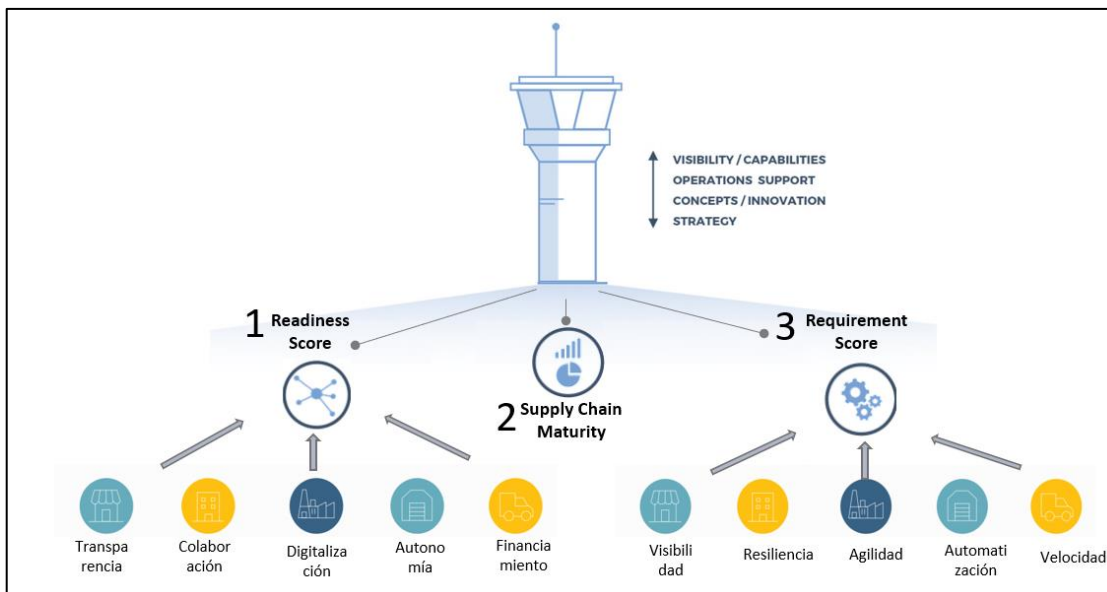 VISIBILITY / CAPABILITIES
OPERATIONS SUPPORT
CONCEPTS / INNOVATION
STRATEGY
1 Readiness
Score
2 Supply Chain
Maturity
3 Requirement
Score
Transpa
rencia
Colabor
ación
Digitaliza
ción
Autono
mía
Financia
miento
Visibili
dad
Resiliencia
Agilidad
Automati
zación
Velocidad